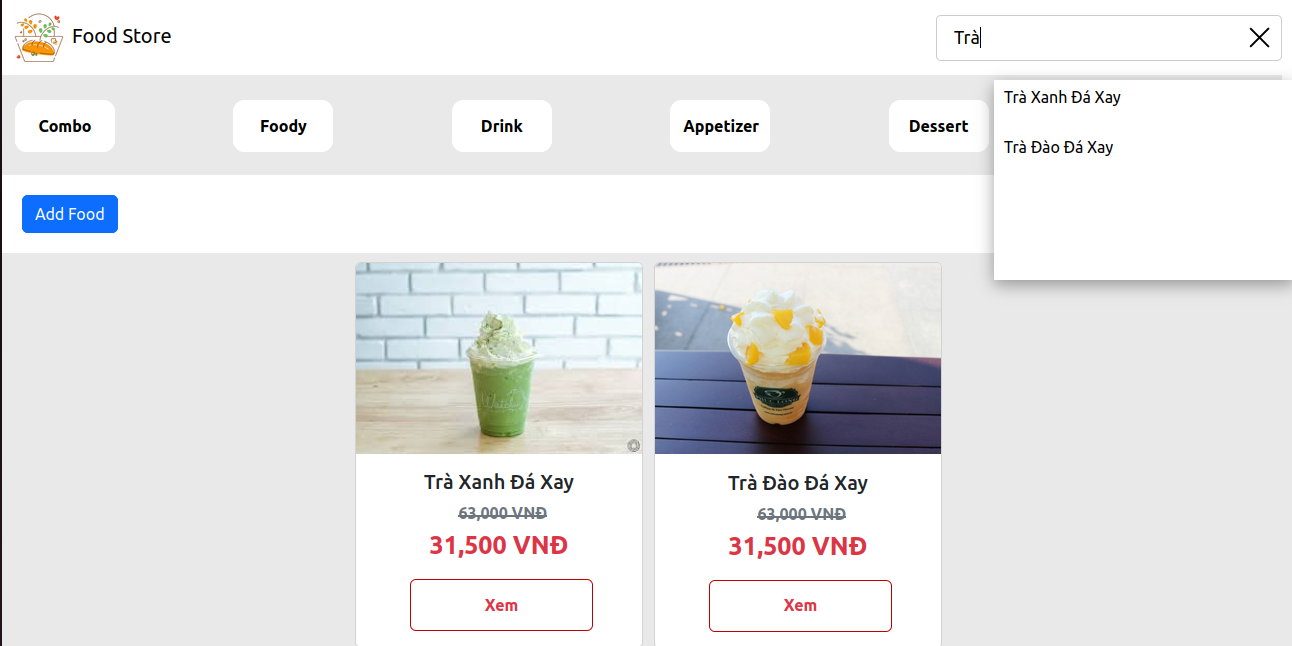 Food Store
Trà
Combo
Foody
Drink
Appetizer
Dessert
Trà Xanh Đá Xay
Trà Đào Đá Xay
Add Food
Trà Xanh Đá Xay
63,000 VNĐ
31,500 VNĐ
Xem
Trà Đào Đá Xay
63,000 VNĐ
31,500 VNĐ
Xem